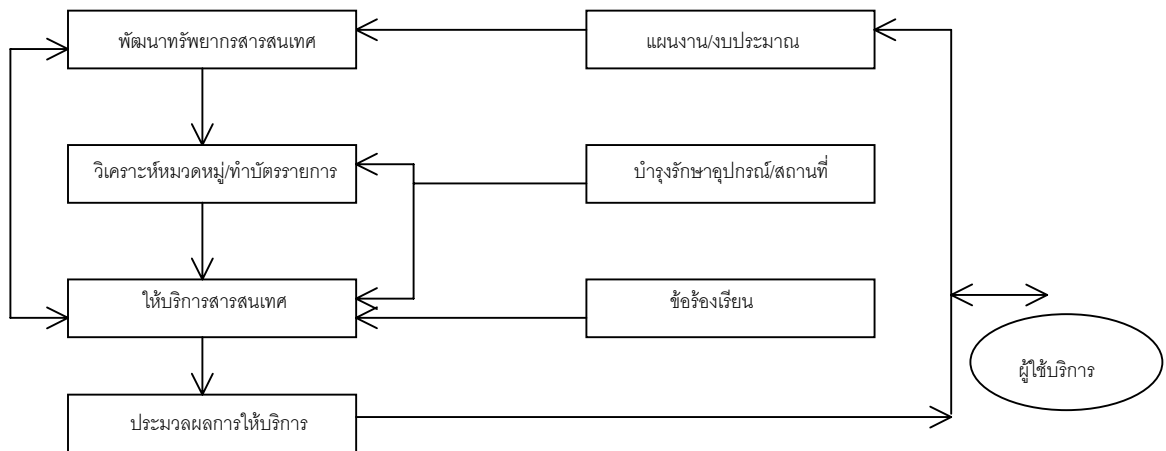 พัฒนาทรัพยากรสารสนเทศ
แผนงาน/งบประมาณ
วิเคราะห์หมวดหมู่/ทำบัตรรายการ
บำรุงรักษาอุปกรณ์/สถานที่
ให้บริการสารสนเทศ
ข้อร้องเรียน
ผู้ใช้บริการ
ประมวลผลการให้บริการ